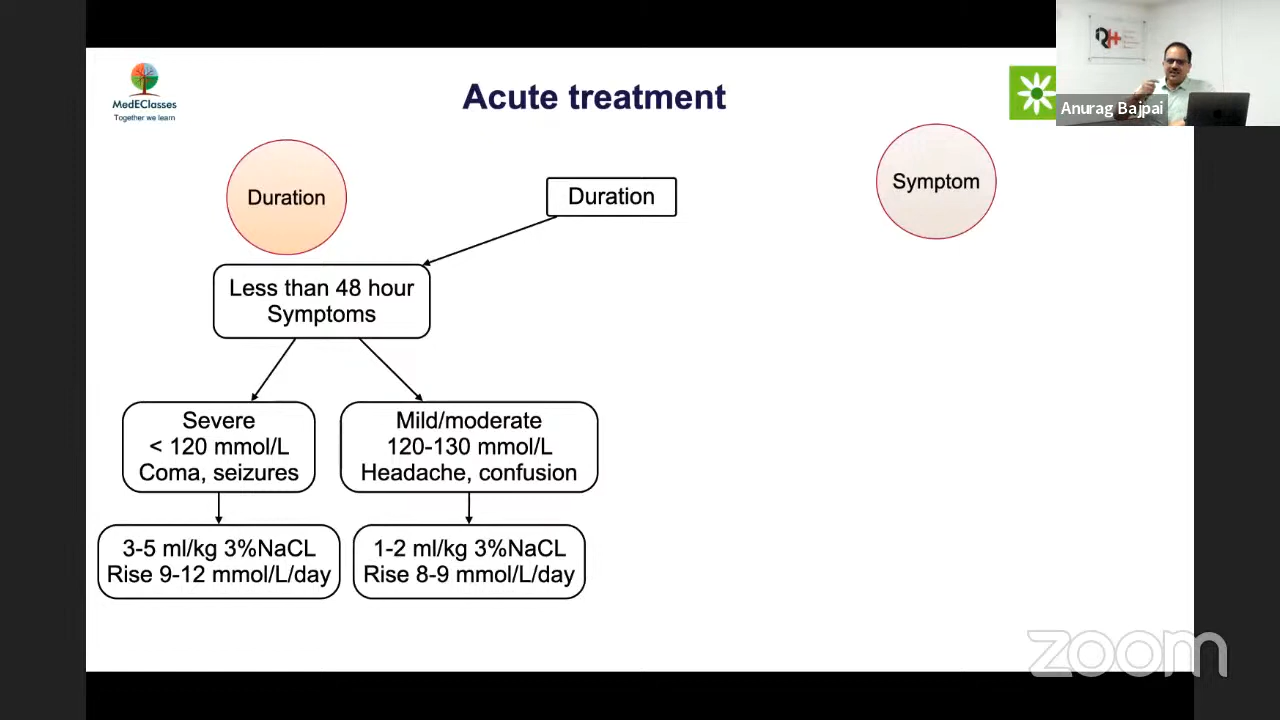 MedEClasses
Together we learn
Acute treatment
Anurag Bajpai
Duration
Duration
Symptom
Less than 48 hour
Symptoms
Severe
< 120 mmol/L
Coma, seizures
Mild/moderate
120-130 mmol/L
Headache, confusion
3-5 ml/kg 3%NaCL
Rise 9-12 mmol/L/day
1-2 ml/kg 3%NaCL
Rise 8-9 mmol/L/day
zoom